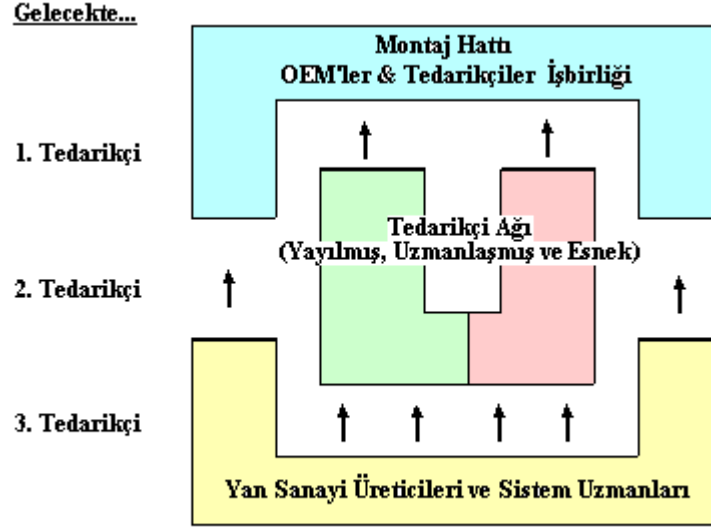 Gelecekte...
Montaj Hattı
OEM'ler & Tedarikçiler İşbirliği
1. Tedarikçi
Tedarikçi Ağı
(Yayılmış, Uzmanlaşmış ve Esnek)
2. Tedarikçi
3. Tedarikçi
Yan Sanayi Üreticileri ve Sistem Uzmanları